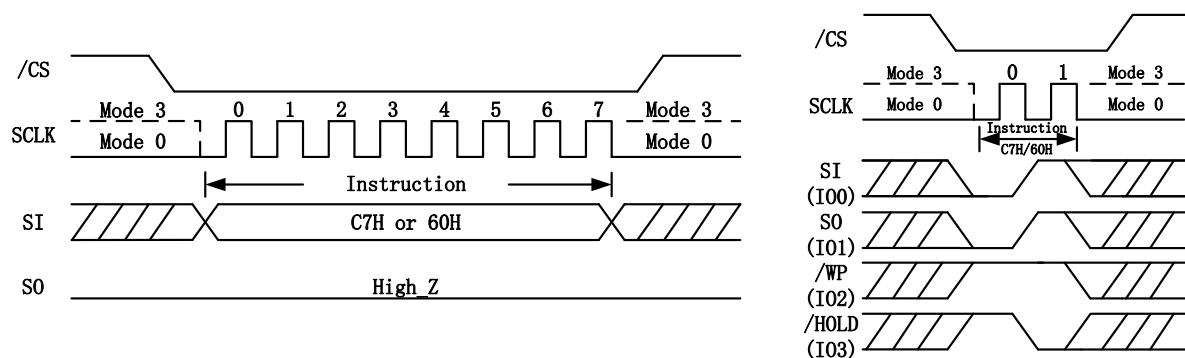 /CS
Mode 3 0 1 2 3 4 5 6 7 Mode 3
SCLK
Mode 0 Mode 0
Instruction
SI C7H or 60H
SO High_Z
/CS
Mode 3 0 1 Mode 3
SCLK Mode 0 Mode 0
Instruction
C7H/60H
SI
(IO0)
SO
(IO1)
/WP
(IO2)
/HOLD
(IO3)